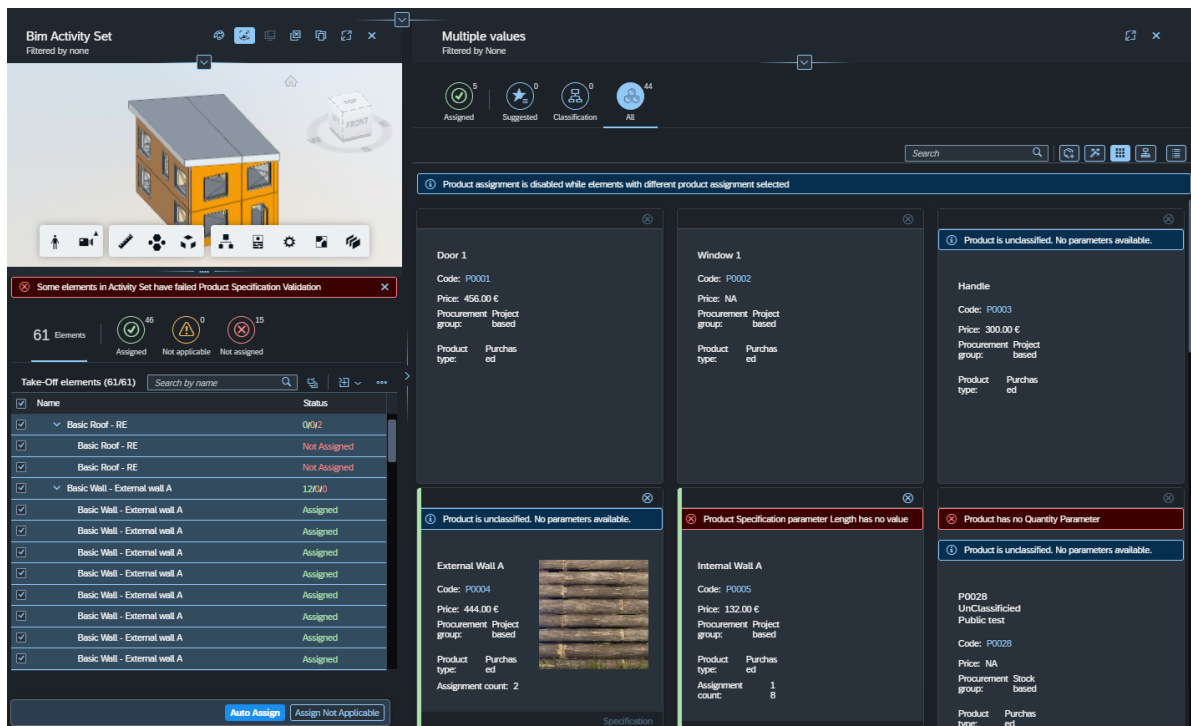 Bim Activity Set
Filtered by none
TOP
FRONT
Some elements in Activity Set have failed Product Specification Validation
61 Elements
46
Assigned
0
Not applicable
15
Not assigned
Take-Off elements (61/61)
Search by name
Name
Status
Basic Roof - RE
0/0/2
Basic Roof - RE
Not Assigned
Basic Roof - RE
Not Assigned
Basic Wall - External wall A
12/0/0
Basic Wall - External wall A
Assigned
Basic Wall - External wall A
Assigned
Basic Wall - External wall A
Assigned
Basic Wall - External wall A
Assigned
Basic Wall - External wall A
Assigned
Basic Wall - External wall A
Assigned
Basic Wall - External wall A
Assigned
Basic Wall - External wall A
Assigned
Auto Assign
Assign Not Applicable
Multiple values
Filtered by None
5
Assigned
0
Suggested
0
Classification
44
All
Search
Product assignment is disabled while elements with different product assignment selected
Door 1
Code: P0001
Price: 456.00 €
Procurement group: Project based
Product type: Purchased
Window 1
Code: P0002
Price: NA
Procurement group: Project based
Product type: Purchased
Product is unclassified. No parameters available.
Handle
Code: P0003
Price: 300.00 €
Procurement group: Project based
Product type: Purchased
Product is unclassified. No parameters available.
External Wall A
Code: P0004
Price: 444.00 €
Procurement group: Project based
Product type: Purchased
Assignment count: 2
Specification
Product Specification parameter Length has no value
Internal Wall A
Code: P0005
Price: 132.00 €
Procurement group: Project based
Product type: Purchased
Assignment count: 18
Product has no Quantity Parameter
Product is unclassified. No parameters available.
P0028
UnClassificied
Public test
Code: P0028
Price: NA
Procurement group: Stock based
Product type: Purchased